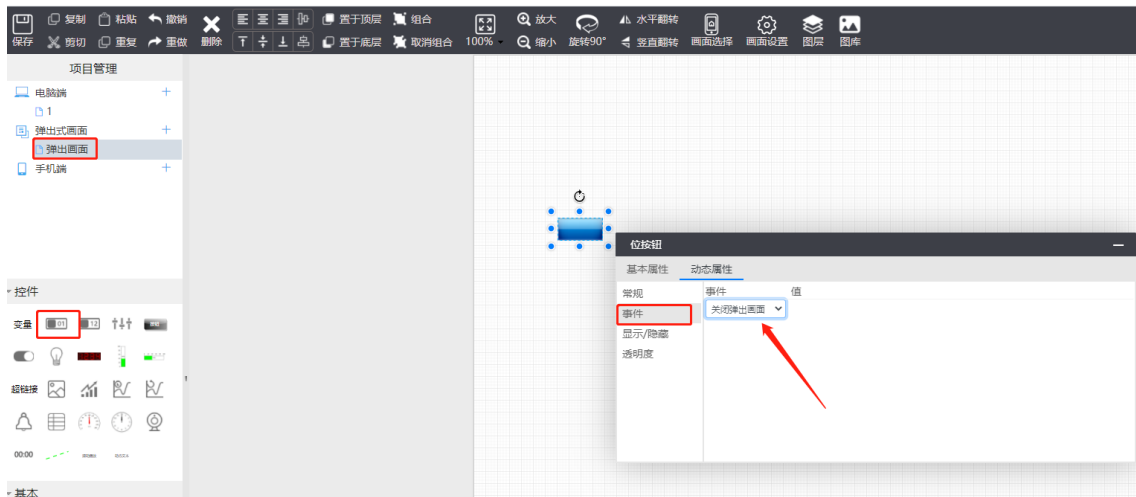 复制 粘贴 撤销 置于顶层 组合 放大 水平翻转
保存 剪切 重复 重做 删除 置于底层 取消组合 100% 缩小 旋转90° 竖直翻转 画面选择 画面设置 图层 图库
项目管理
电脑端 +
1
弹出式画面 +
弹出画面
手机端 +
位按钮
基本属性 动态属性
常规 事件 值
事件 关闭弹出画面
显示/隐藏
透明度
控件
变量 01 12
超链接
00:00
基本